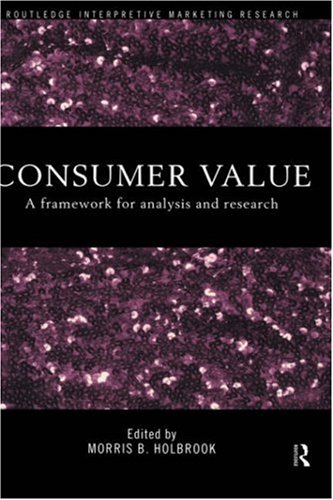 ROUTLEDGE INTERPRETIVE MARKETING RESEARCH
CONSUMER VALUE
A framework for analysis and research
Edited by
MORRIS B. HOLBROOK